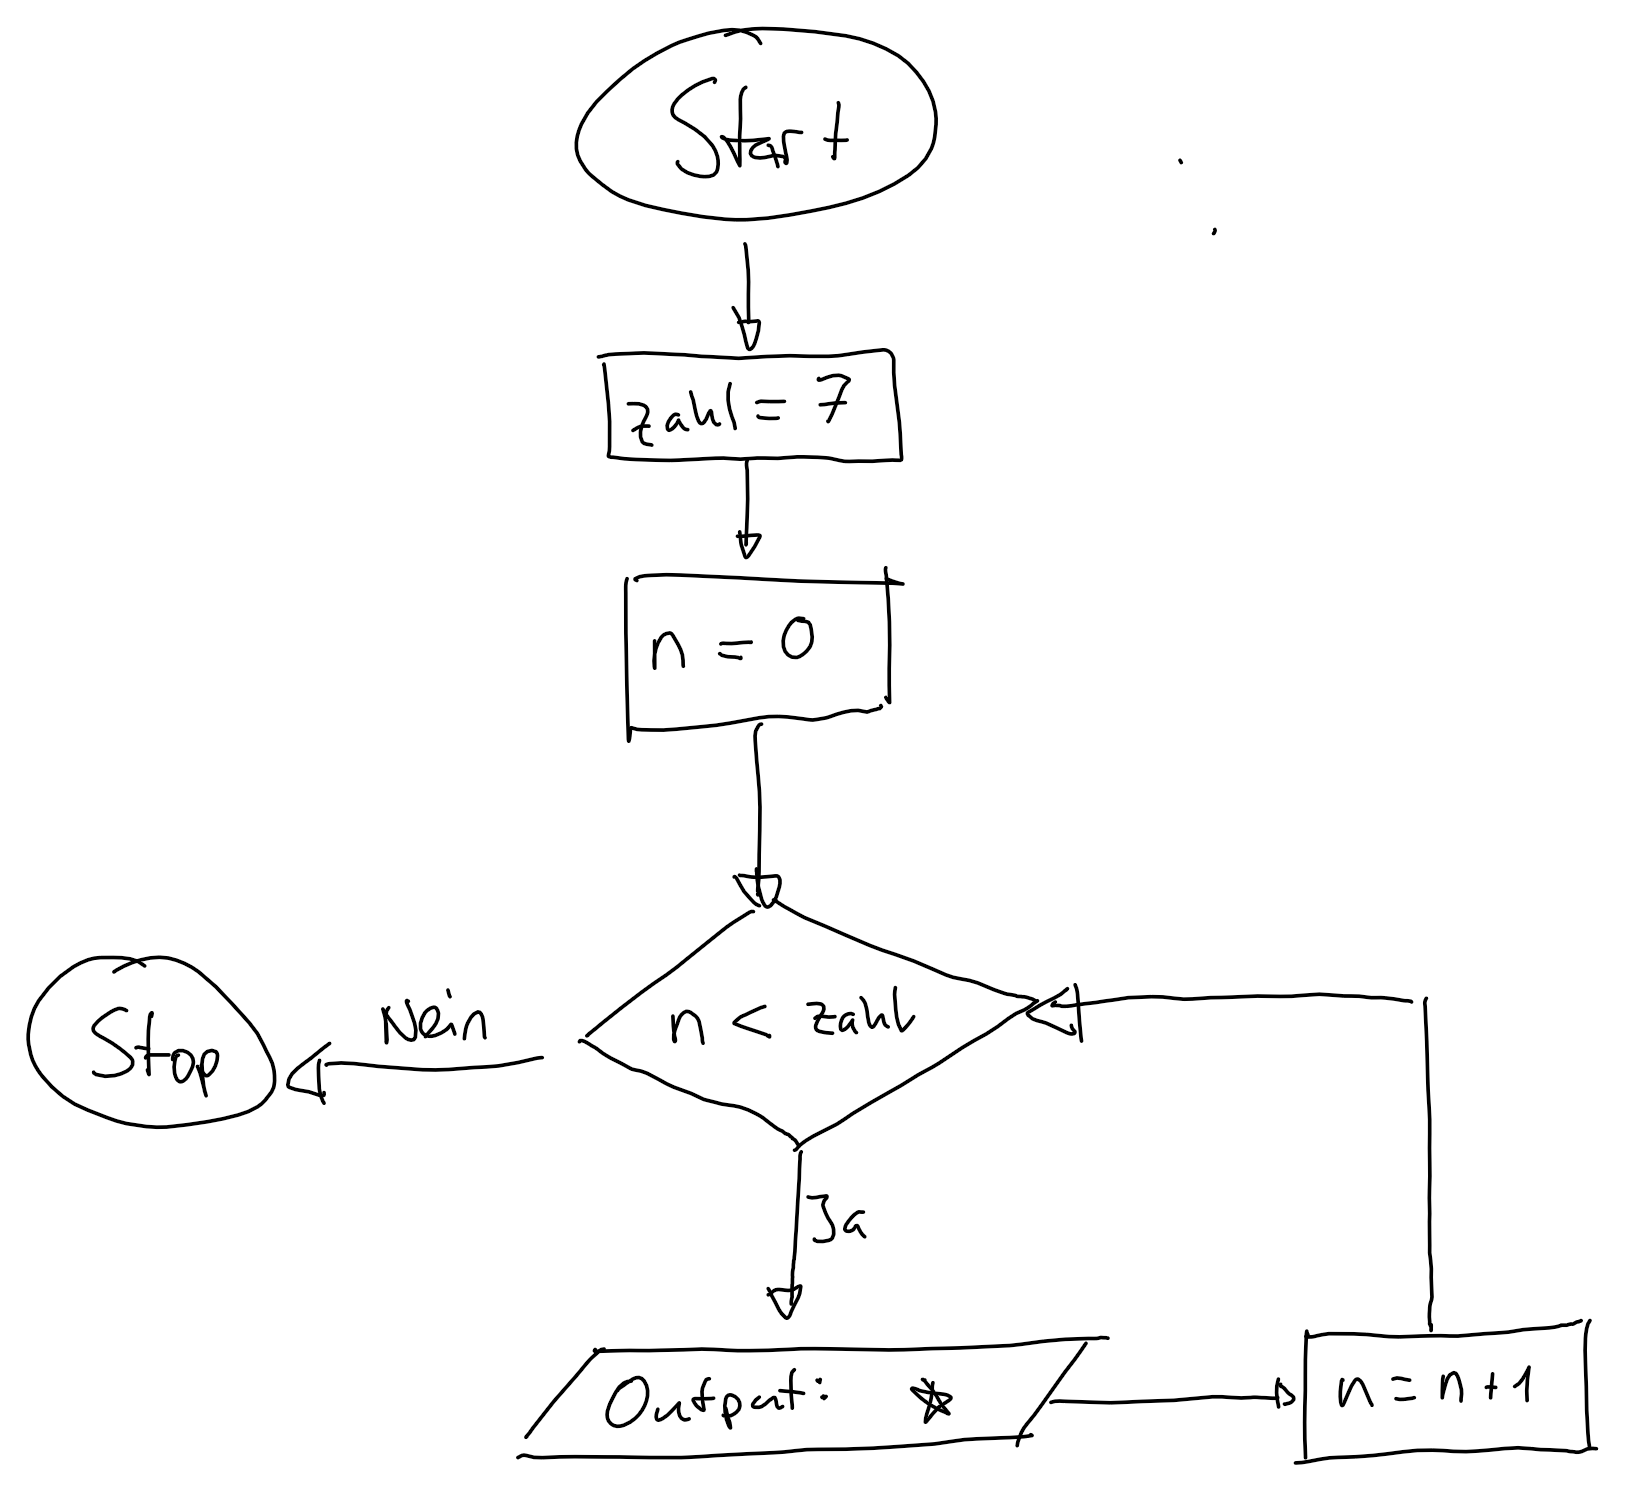 Start
zahl = 7
n = 0
n < zahl
Nein
Stop
Ja
Output: ☆
n = n + 1